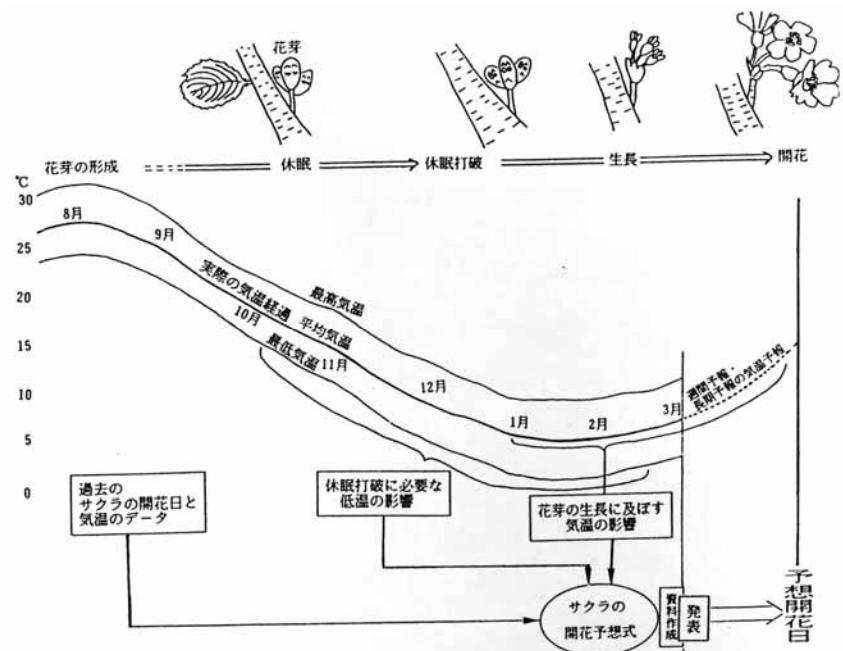 花芽
花芽の形成
休眠
休眠打破
生長
開花
℃
30
25
20
15
10
5
0
8月
9月
10月
11月
12月
1月
2月
3月
実際の気温経過 平均気温
最高気温
最低気温
週間予報・
長期予報の気温予報
過去の
サクラの開花日と
気温のデータ
休眠打破に必要な
低温の影響
花芽の生長に及ぼす
気温の影響
サクラの
開花予想式
資料作成
発表
予想開花日